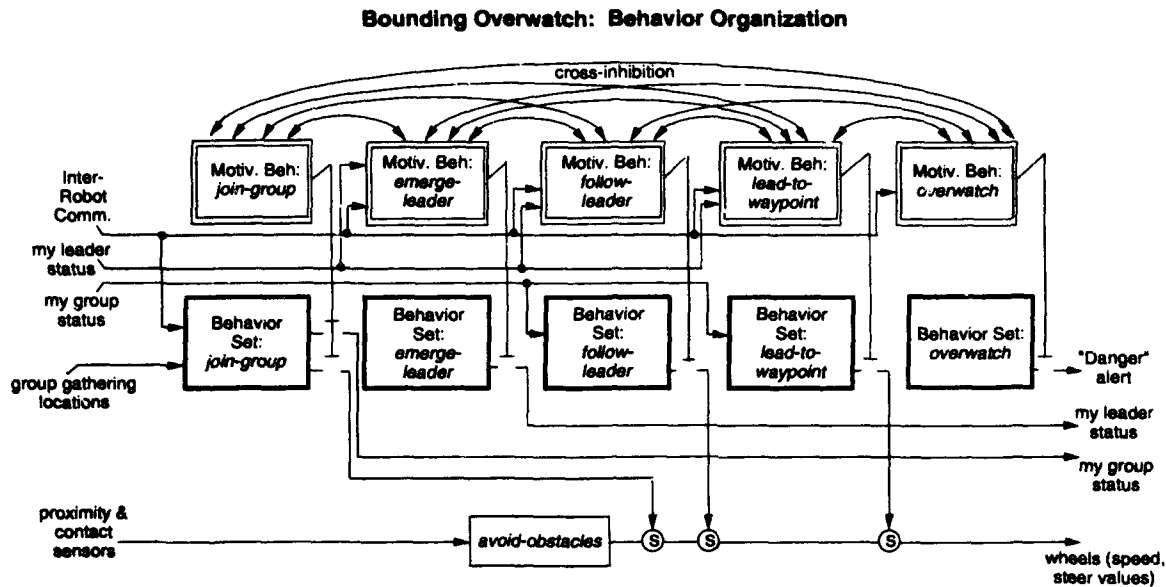 Bounding Overwatch: Behavior Organization
cross-inhibition
Motiv. Beh:
join-group
Motiv. Beh:
emerge-
leader
Motiv. Beh:
follow-
leader
Motiv. Beh:
lead-to-
waypoint
Motiv. Beh:
overwatch
Inter-
Robot
Comm.
my leader
status
my group
status
group gathering
locations
Behavior
Set:
join-group
Behavior
Set:
emerge-
leader
Behavior
Set:
follow-
leader
Behavior
Set:
lead-to-
waypoint
Behavior Set:
overwatch
"Danger"
alert
my leader
status
my group
status
proximity &
contact
sensors
avoid-obstacles
S
S
S
wheels (speed,
steer values)